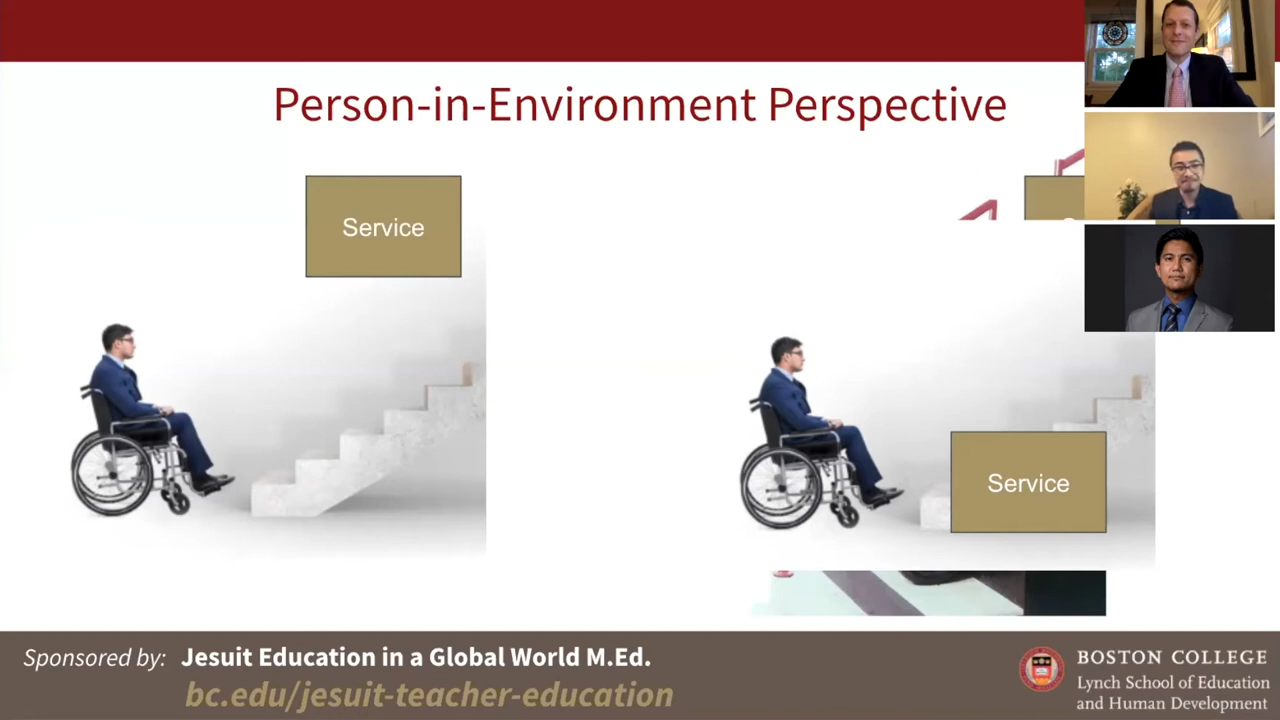 Person-in-Environment Perspective
Service
Service
Sponsored by: Jesuit Education in a Global World M.Ed.
bc.edu/jesuit-teacher-education
BOSTON COLLEGE
Lynch School of Education
and Human Development